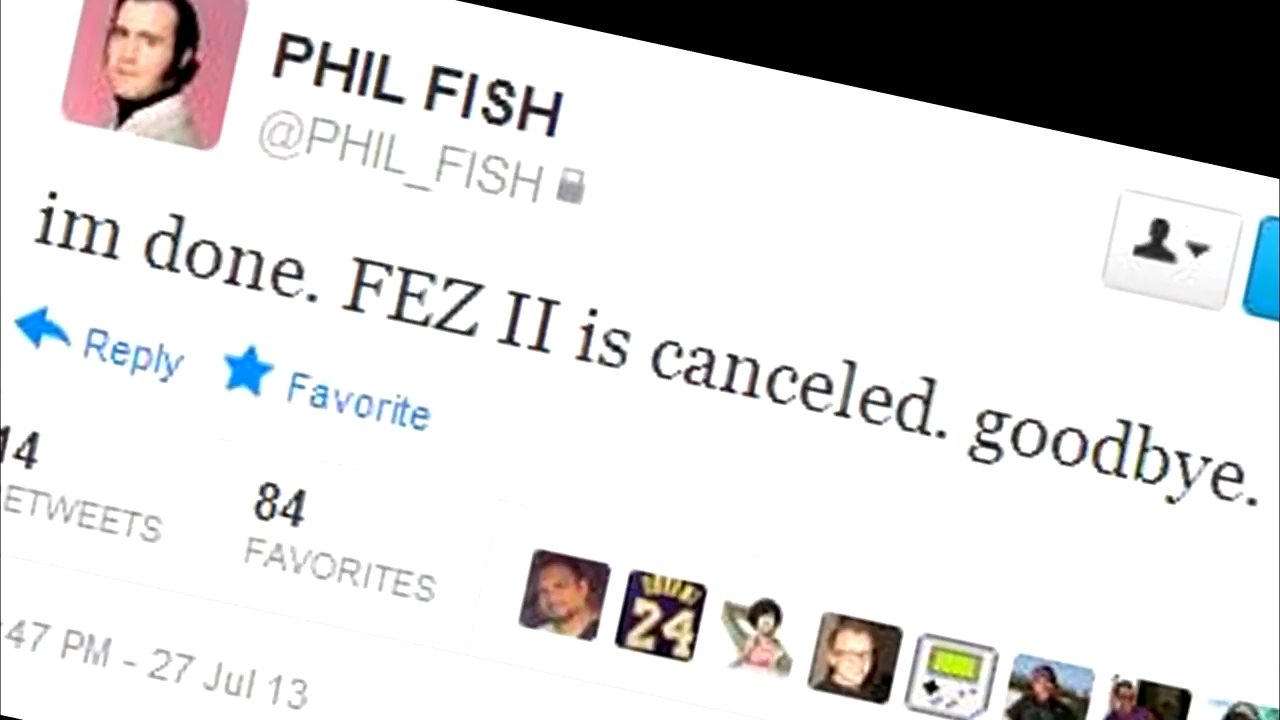 PHIL FISH
@PHIL_FISH
im done. FEZ II is canceled. goodbye.
Reply Favorite
14 84
ETWEETS FAVORITES
24
:47 PM - 27 Jul 13